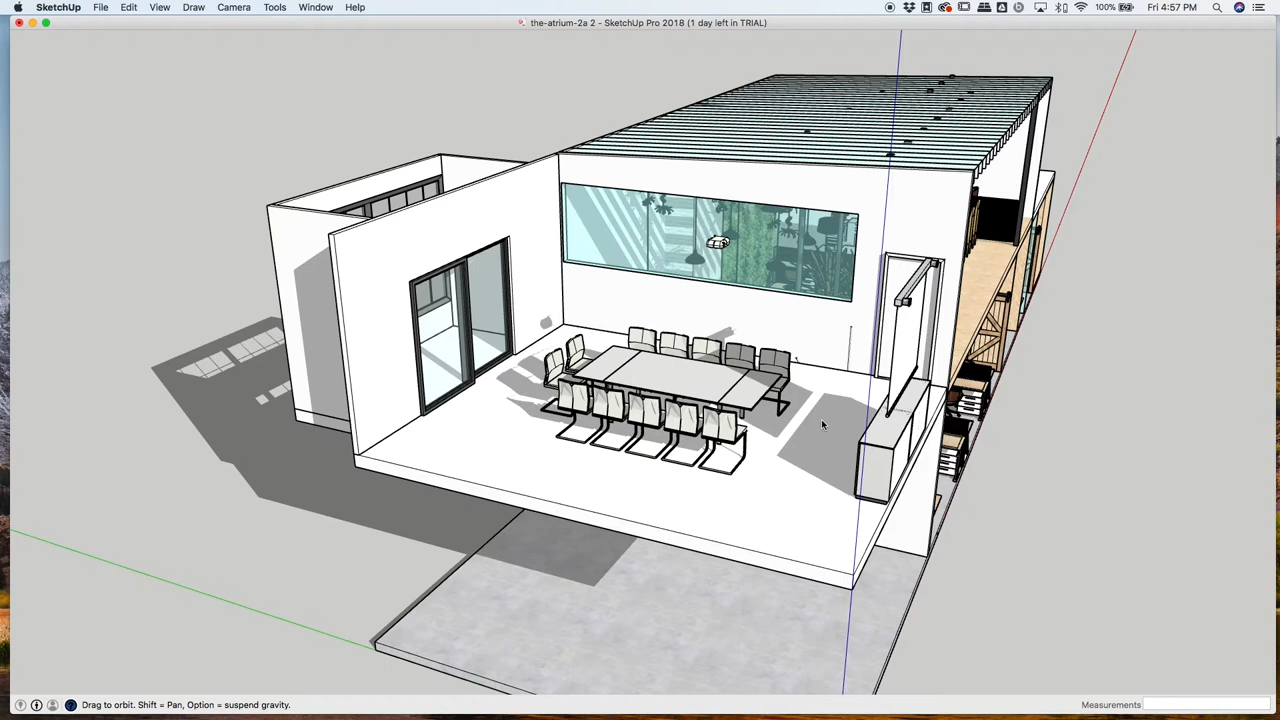 SketchUp File Edit View Draw Camera Tools Window Help 100% Fri 4:57 PM
the-atrium-2a 2 - SketchUp Pro 2018 (1 day left in TRIAL)
Drag to orbit. Shift = Pan, Option = suspend gravity. Measurements